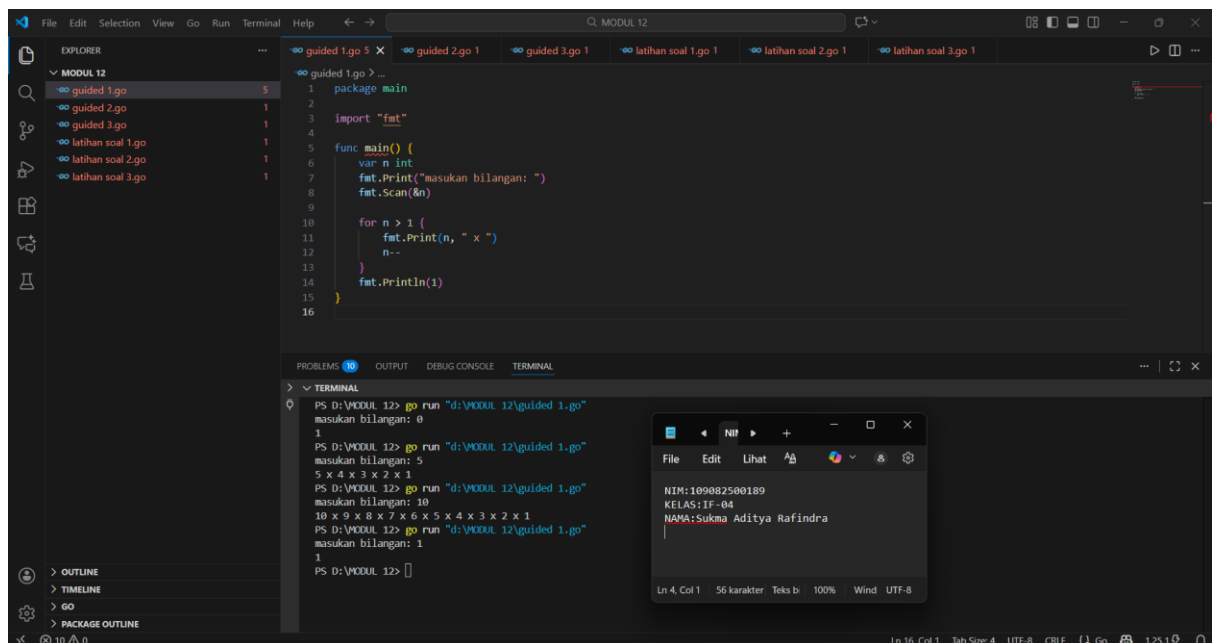 File Edit Selection View Go Run Terminal Help
MODUL 12
EXPLORER
MODUL 12
guided 1.go 5
guided 2.go 1
guided 3.go 1
latihan soal 1.go 1
latihan soal 2.go 1
latihan soal 3.go 1
OUTLINE
TIMELINE
GO
PACKAGE OUTLINE
guided 1.go 5 guided 2.go 1 guided 3.go 1 latihan soal 1.go 1 latihan soal 2.go 1 latihan soal 3.go 1
guided 1.go > ...
1 package main
2
3 import "fmt"
4
5 func main() {
6 var n int
7 fmt.Print("masukan bilangan: ")
8 fmt.Scan(&n)
9
10 for n > 1 {
11 fmt.Print(n, " x ")
12 n--
13 }
14 fmt.Println(1)
15 }
16
PROBLEMS 10 OUTPUT DEBUG CONSOLE TERMINAL
TERMINAL
PS D:\MODUL 12> go run "d:\MODUL 12\guided 1.go"
masukan bilangan: 0
1
PS D:\MODUL 12> go run "d:\MODUL 12\guided 1.go"
masukan bilangan: 5
5 x 4 x 3 x 2 x 1
PS D:\MODUL 12> go run "d:\MODUL 12\guided 1.go"
masukan bilangan: 10
10 x 9 x 8 x 7 x 6 x 5 x 4 x 3 x 2 x 1
PS D:\MODUL 12> go run "d:\MODUL 12\guided 1.go"
masukan bilangan: 1
1
PS D:\MODUL 12>
NIM
File Edit Lihat
NIM:109082500189
KELAS:IF-04
NAMA:Sukma Aditya Rafindra
Ln 4, Col 1 56 karakter Teks bi 100% Wind UTF-8
10 0 Ln 16, Col 1 Tab Size: 4 UTF-8 CRLF {} Go 1.25.1